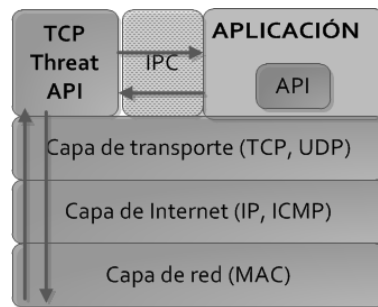 TCP
Threat
API
IPC
APLICACIÓN
API
Capa de transporte (TCP, UDP)
Capa de Internet (IP, ICMP)
Capa de red (MAC)